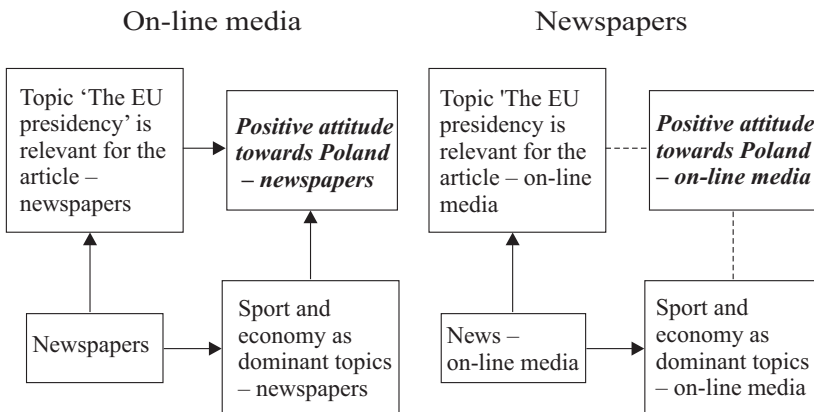 On-line media
Newspapers
Topic ‘The EU
presidency’ is
relevant for the
article –
newspapers
Positive attitude
towards Poland
– newspapers
Newspapers
Sport and
economy as
dominant topics
– newspapers
Topic 'The EU
presidency is
relevant for the
article – on-line
media
Positive attitude
towards Poland
– on-line media
News –
on-line media
Sport and
economy as
dominant topics
– on-line media